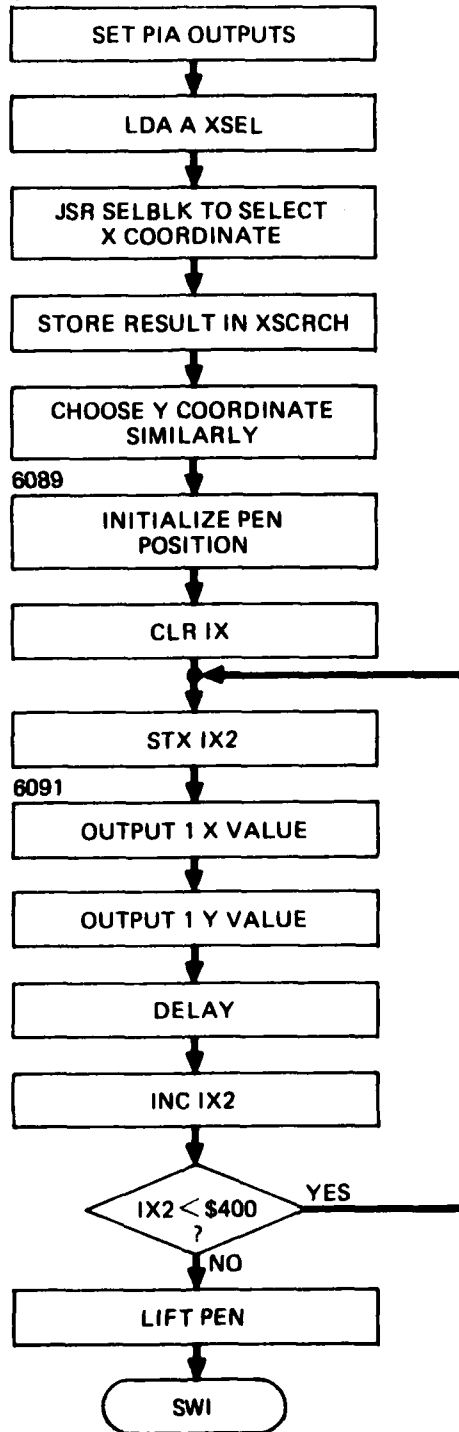 SET PIA OUTPUTS
LDA A XSEL
JSR SELBLK TO SELECT
X COORDINATE
STORE RESULT IN XSCRCH
CHOOSE Y COORDINATE
SIMILARLY
6089
INITIALIZE PEN
POSITION
CLR IX
STX IX2
6091
OUTPUT 1 X VALUE
OUTPUT 1 Y VALUE
DELAY
INC IX2
IX2 < $400
?
YES
NO
LIFT PEN
SWI